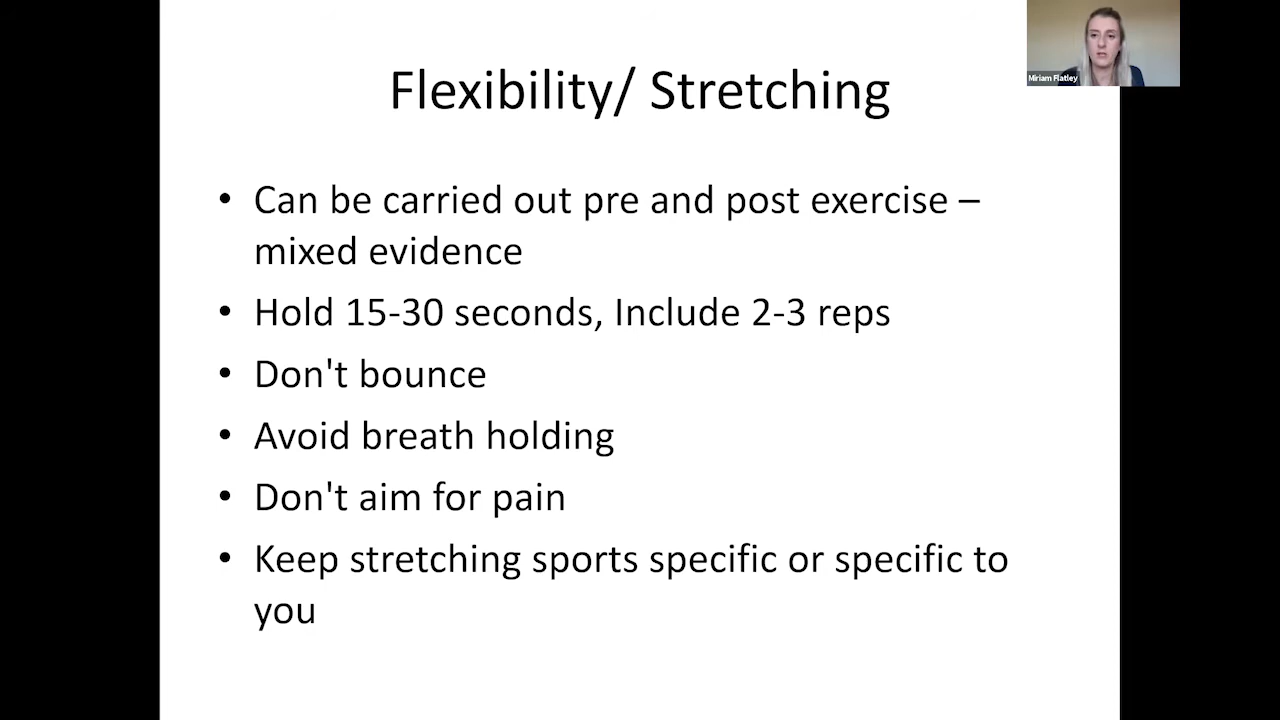 Flexibility/ Stretching
Miriam Flatley
• Can be carried out pre and post exercise –
mixed evidence
• Hold 15-30 seconds, Include 2-3 reps
• Don't bounce
• Avoid breath holding
• Don't aim for pain
• Keep stretching sports specific or specific to
you